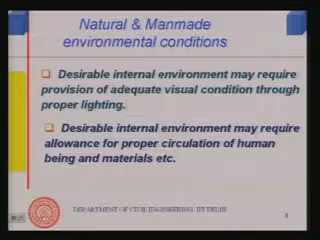 Natural & Manmade
environmental conditions
Desirable internal environment may require
provision of adequate visual condition through
proper lighting.
Desirable internal environment may require
allowance for proper circulation of human
being and materials etc.
DEPARTMENT OF CIVIL ENGINEERING IIT DELHI